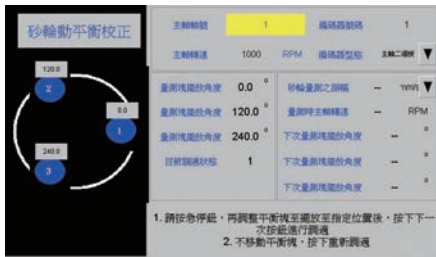 砂輪動平衡校正
主軸軸號 1 編碼器號碼 1
主軸轉速 1000 RPM 編碼器型態 主軸二選擇 ▼
120.0
2
0.0
1
240.0
3
量測塊擺放角度 0.0 ° 砂輪量測之振幅 -- mm/s ▼
量測塊擺放角度 120.0 ° 量測時主軸轉速 -- RPM
量測塊擺放角度 240.0 ° 下次量測塊擺放角度 -- °
目前調適狀態 1 下次量測塊擺放角度 -- °
下次量測塊擺放角度 -- °
1. 請按急停鈕，再調整平衡塊至擺放至指定位置後，按下下一
次按鈕進行調適
2. 不移動平衡塊，按下重新調適